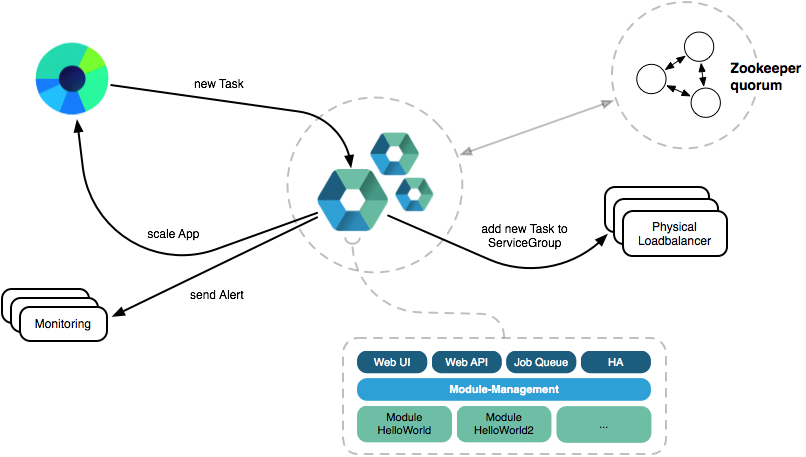 new Task
Zookeeper
quorum
scale App
add new Task to
ServiceGroup
Physical
Loadbalancer
send Alert
Monitoring
Web UI
Web API
Job Queue
HA
Module-Management
Module
HelloWorld
Module
HelloWorld2
...